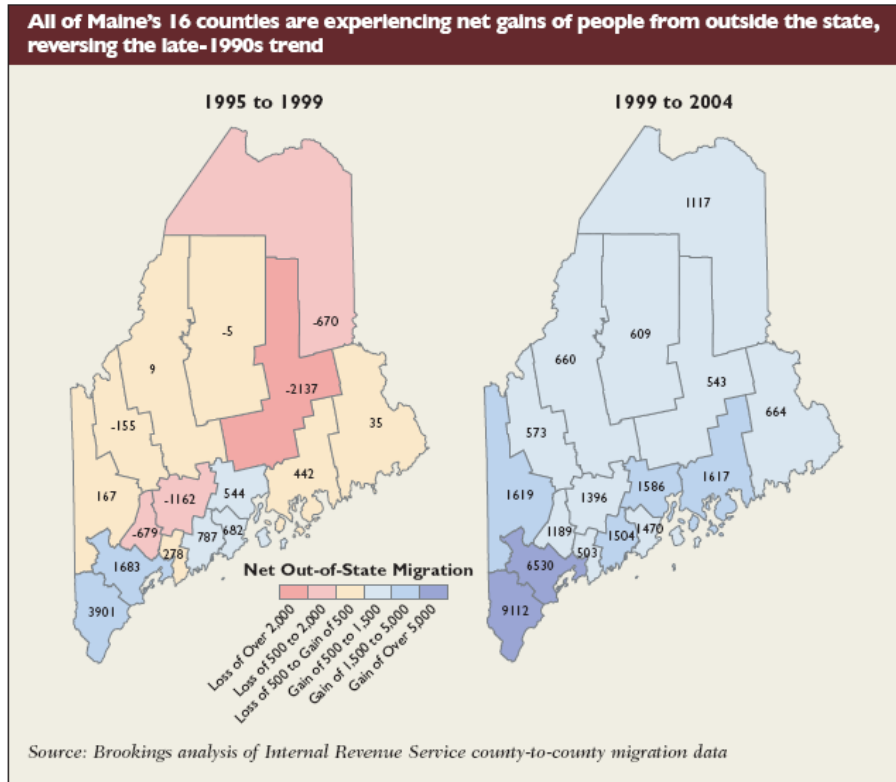 All of Maine's 16 counties are experiencing net gains of people from outside the state,
reversing the late-1990s trend
1995 to 1999
-670
-5
9
-2137
-155
35
442
167
-1162
544
-679
787
682
278
1683
3901
1999 to 2004
1117
609
660
543
664
573
1617
1586
1619
1396
1189
1504
1470
503
6530
9112
Net Out-of-State Migration
Loss of Over 2,000
Loss of 500 to 2,000
Loss of 500 to Gain of 500
Gain of 500 to 1,500
Gain of 1,500 to 5,000
Gain of Over 5,000
Source: Brookings analysis of Internal Revenue Service county-to-county migration data